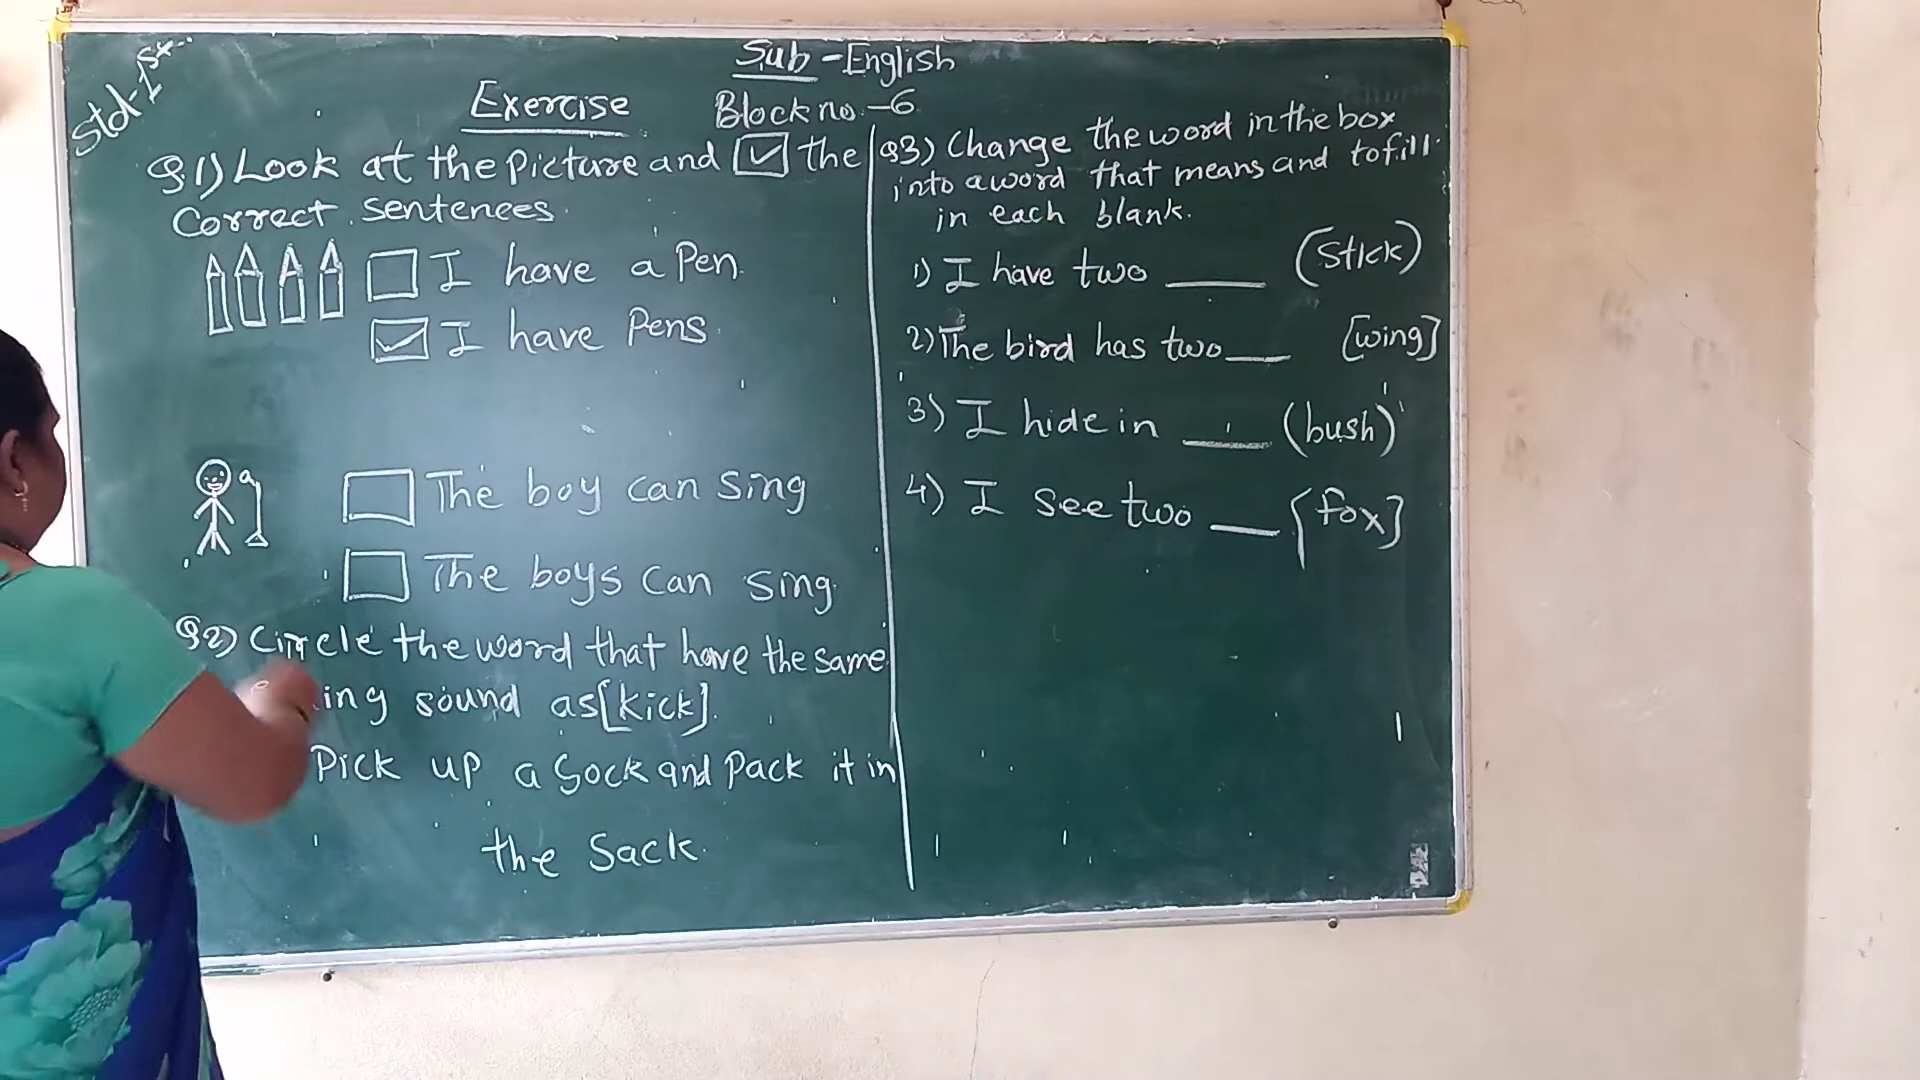 Std-1st..
Sub - English
Exercise Block no - 6
Q.1) Look at the Picture and ☑ the
Correct sentences.
I have a Pen.
I have Pens.
The boy can Sing
The boys can sing.
Q2) Circle the word that have the same
ing sound as [kick].
Pick up a Sock and Pack it in
the Sack.
Q3) Change the word in the box
into a word that means and to fill
in each blank.
1) I have two ____ (Stick)
2) The bird has two ___ [wing]
3) I hide in ____ (bush)
4) I see two ___ [fox]